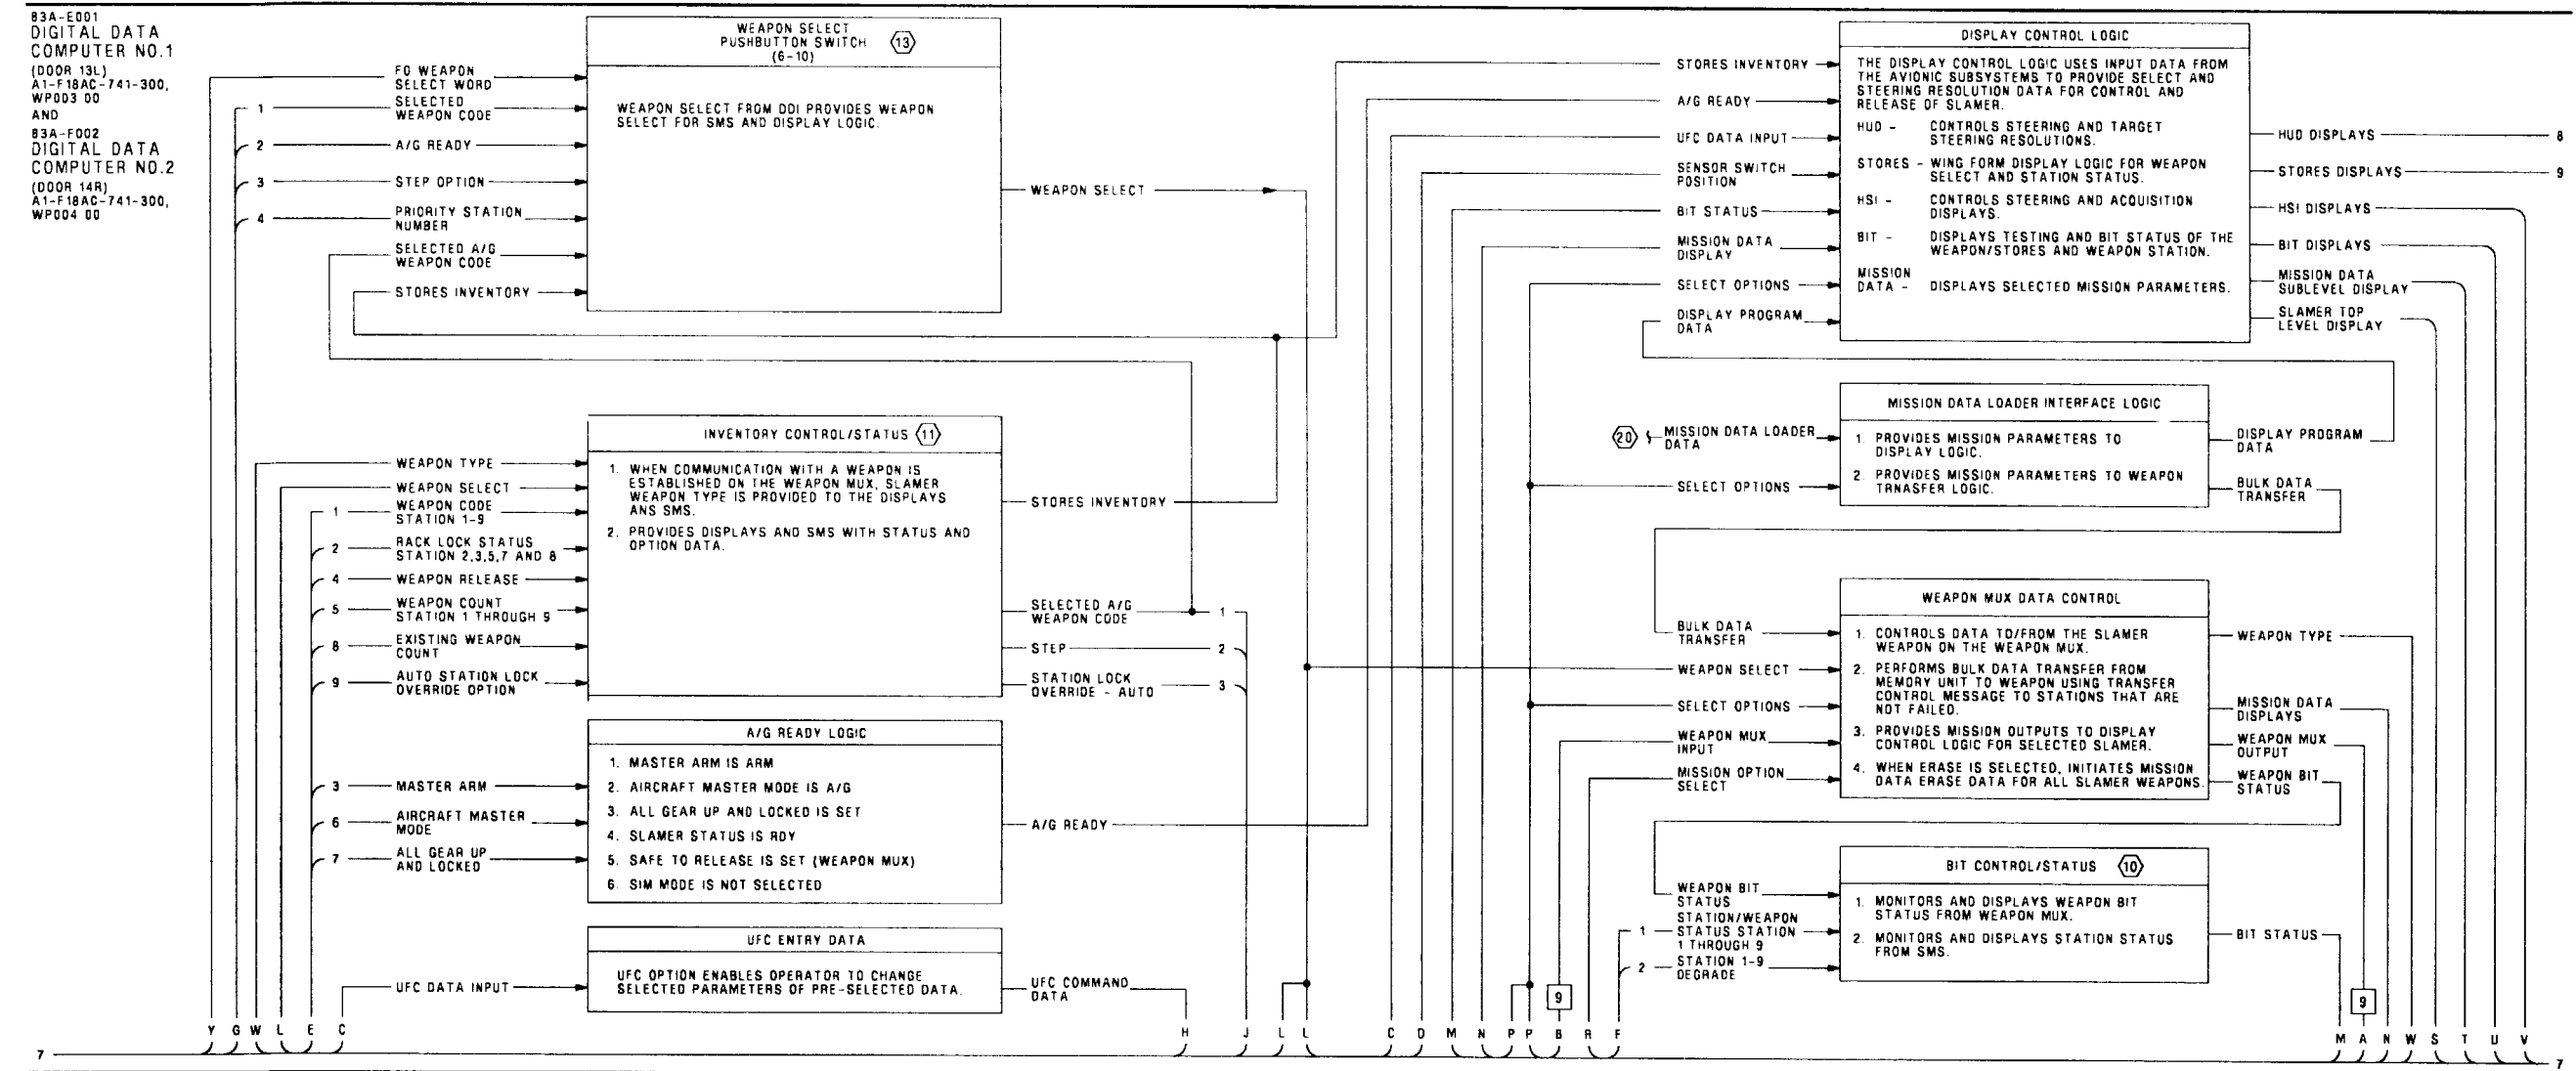 83A-E001
DIGITAL DATA
COMPUTER NO.1
(DOOR 13L)
A1-F18AC-741-300,
WP003 00
AND
83A-F002
DIGITAL DATA
COMPUTER NO.2
(DOOR 14R)
A1-F18AC-741-300,
WP004 00
WEAPON SELECT
PUSHBUTTON SWITCH 13
(6-10)
WEAPON SELECT FROM DDI PROVIDES WEAPON
SELECT FOR SMS AND DISPLAY LOGIC.
FO WEAPON
SELECT WORD
1 SELECTED
WEAPON CODE
2 A/G READY
3 STEP OPTION
4 PRIORITY STATION
NUMBER
SELECTED A/G
WEAPON CODE
STORES INVENTORY
WEAPON SELECT
INVENTORY CONTROL/STATUS 11
1. WHEN COMMUNICATION WITH A WEAPON IS
ESTABLISHED ON THE WEAPON MUX, SLAMER
WEAPON TYPE IS PROVIDED TO THE DISPLAYS
ANS SMS.
2. PROVIDES DISPLAYS AND SMS WITH STATUS AND
OPTION DATA.
WEAPON TYPE
WEAPON SELECT
1 WEAPON CODE
STATION 1-9
2 RACK LOCK STATUS
STATION 2,3,5,7 AND 8
4 WEAPON RELEASE
5 WEAPON COUNT
STATION 1 THROUGH 9
8 EXISTING WEAPON
COUNT
9 AUTO STATION LOCK
OVERRIDE OPTION
STORES INVENTORY
SELECTED A/G
WEAPON CODE 1
STEP 2
STATION LOCK
OVERRIDE - AUTO 3
A/G READY LOGIC
1. MASTER ARM IS ARM
2. AIRCRAFT MASTER MODE IS A/G
3. ALL GEAR UP AND LOCKED IS SET
4. SLAMER STATUS IS RDY
5. SAFE TO RELEASE IS SET (WEAPON MUX)
6. SIM MODE IS NOT SELECTED
3 MASTER ARM
6 AIRCRAFT MASTER
MODE
7 ALL GEAR UP
AND LOCKED
A/G READY
UFC ENTRY DATA
UFC OPTION ENABLES OPERATOR TO CHANGE
SELECTED PARAMETERS OF PRE-SELECTED DATA.
UFC DATA INPUT
UFC COMMAND
DATA
DISPLAY CONTROL LOGIC
THE DISPLAY CONTROL LOGIC USES INPUT DATA FROM
THE AVIONIC SUBSYSTEMS TO PROVIDE SELECT AND
STEERING RESOLUTION DATA FOR CONTROL AND
RELEASE OF SLAMER.
HUD - CONTROLS STEERING AND TARGET
STEERING RESOLUTIONS.
STORES - WING FORM DISPLAY LOGIC FOR WEAPON
SELECT AND STATION STATUS.
HSI - CONTROLS STEERING AND ACQUISITION
DISPLAYS.
BIT - DISPLAYS TESTING AND BIT STATUS OF THE
WEAPON/STORES AND WEAPON STATION.
MISSION
DATA - DISPLAYS SELECTED MISSION PARAMETERS.
STORES INVENTORY
A/G READY
UFC DATA INPUT
SENSOR SWITCH
POSITION
BIT STATUS
MISSION DATA
DISPLAY
SELECT OPTIONS
DISPLAY PROGRAM
DATA
HUD DISPLAYS 8
STORES DISPLAYS 9
HSI DISPLAYS
BIT DISPLAYS
MISSION DATA
SUBLEVEL DISPLAY
SLAMER TOP
LEVEL DISPLAY
MISSION DATA LOADER INTERFACE LOGIC
1. PROVIDES MISSION PARAMETERS TO
DISPLAY LOGIC.
2. PROVIDES MISSION PARAMETERS TO WEAPON
TRNASFER LOGIC.
20 MISSION DATA LOADER
DATA
SELECT OPTIONS
DISPLAY PROGRAM
DATA
BULK DATA
TRANSFER
WEAPON MUX DATA CONTROL
1. CONTROLS DATA TO/FROM THE SLAMER
WEAPON ON THE WEAPON MUX.
2. PERFORMS BULK DATA TRANSFER FROM
MEMORY UNIT TO WEAPON USING TRANSFER
CONTROL MESSAGE TO STATIONS THAT ARE
NOT FAILED.
3. PROVIDES MISSION OUTPUTS TO DISPLAY
CONTROL LOGIC FOR SELECTED SLAMER.
4. WHEN ERASE IS SELECTED, INITIATES MISSION
DATA ERASE DATA FOR ALL SLAMER WEAPONS.
BULK DATA
TRANSFER
WEAPON SELECT
SELECT OPTIONS
WEAPON MUX
INPUT
MISSION OPTION
SELECT
WEAPON TYPE
MISSION DATA
DISPLAYS
WEAPON MUX
OUTPUT
WEAPON BIT
STATUS
BIT CONTROL/STATUS 10
1. MONITORS AND DISPLAYS WEAPON BIT
STATUS FROM WEAPON MUX.
2. MONITORS AND DISPLAYS STATION STATUS
FROM SMS.
WEAPON BIT
STATUS
STATION/WEAPON
1 STATUS STATION
1 THROUGH 9
2 STATION 1-9
DEGRADE
BIT STATUS
9
9
Y G W L E C H J L L C D M N P P B R F M A N W S T U V
7
7